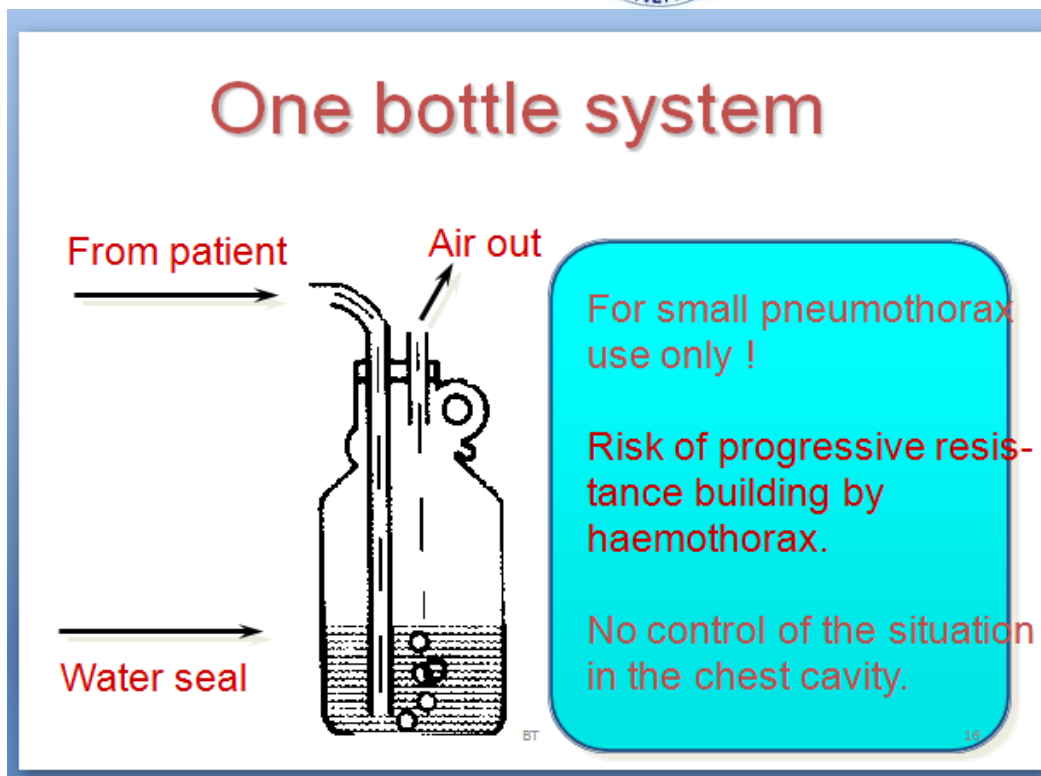 One bottle system
From patient
Air out
For small pneumothorax
use only !
Risk of progressive resis-
tance building by
haemothorax.
No control of the situation
in the chest cavity.
Water seal
BT
16